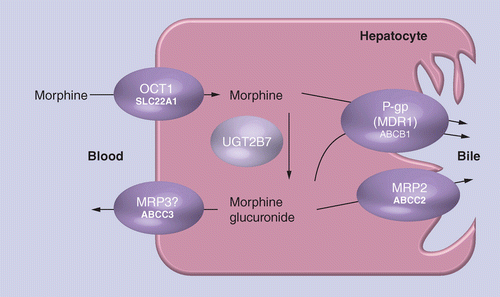 Hepatocyte
Morphine
OCT1
SLC22A1
Morphine
P-gp
(MDR1)
ABCB1
UGT2B7
Blood
Bile
MRP3?
ABCC3
Morphine
glucuronide
MRP2
ABCC2